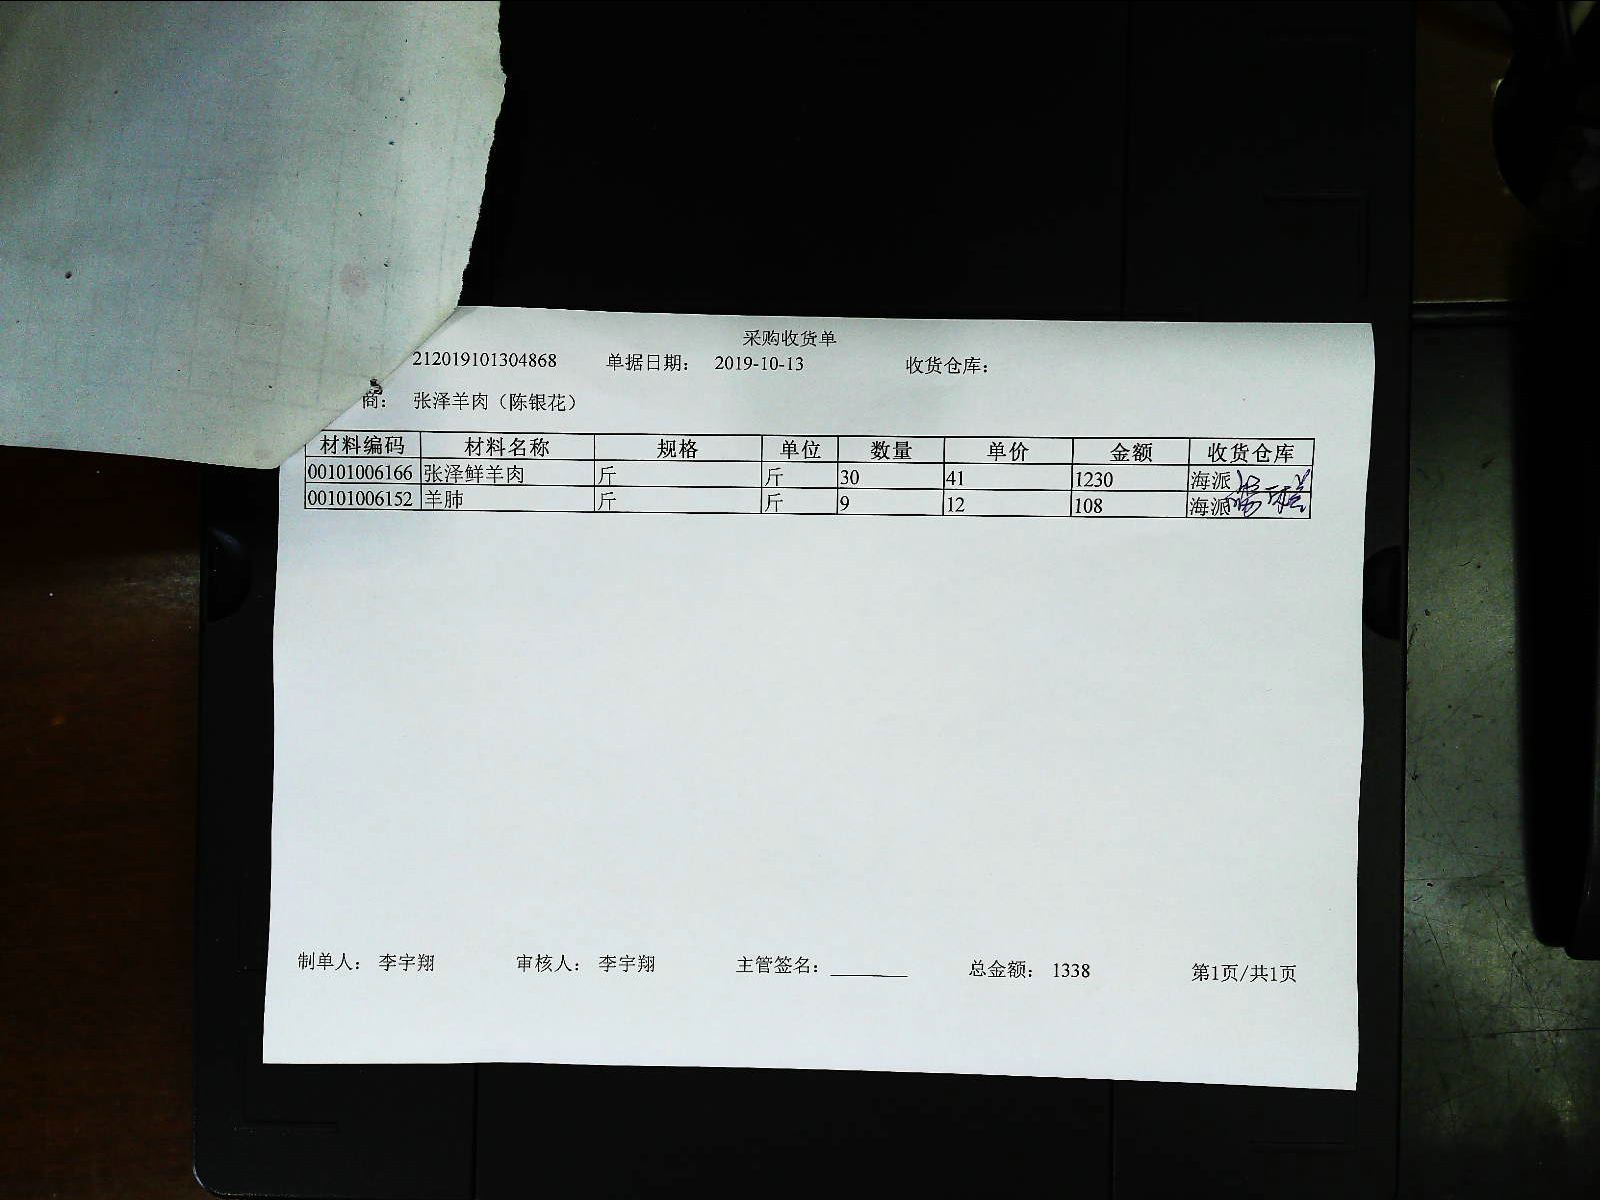 采购收货单
212019101304868 单据日期： 2019-10-13 收货仓库：
商： 张泽羊肉（陈银花）
材料编码 材料名称 规格 单位 数量 单价 金额 收货仓库
00101006166 张泽鲜羊肉 斤 斤 30 41 1230 海派
00101006152 羊肺 斤 斤 9 12 108 海派
制单人： 李宇翔 审核人： 李宇翔 主管签名： 总金额： 1338 第1页/共1页